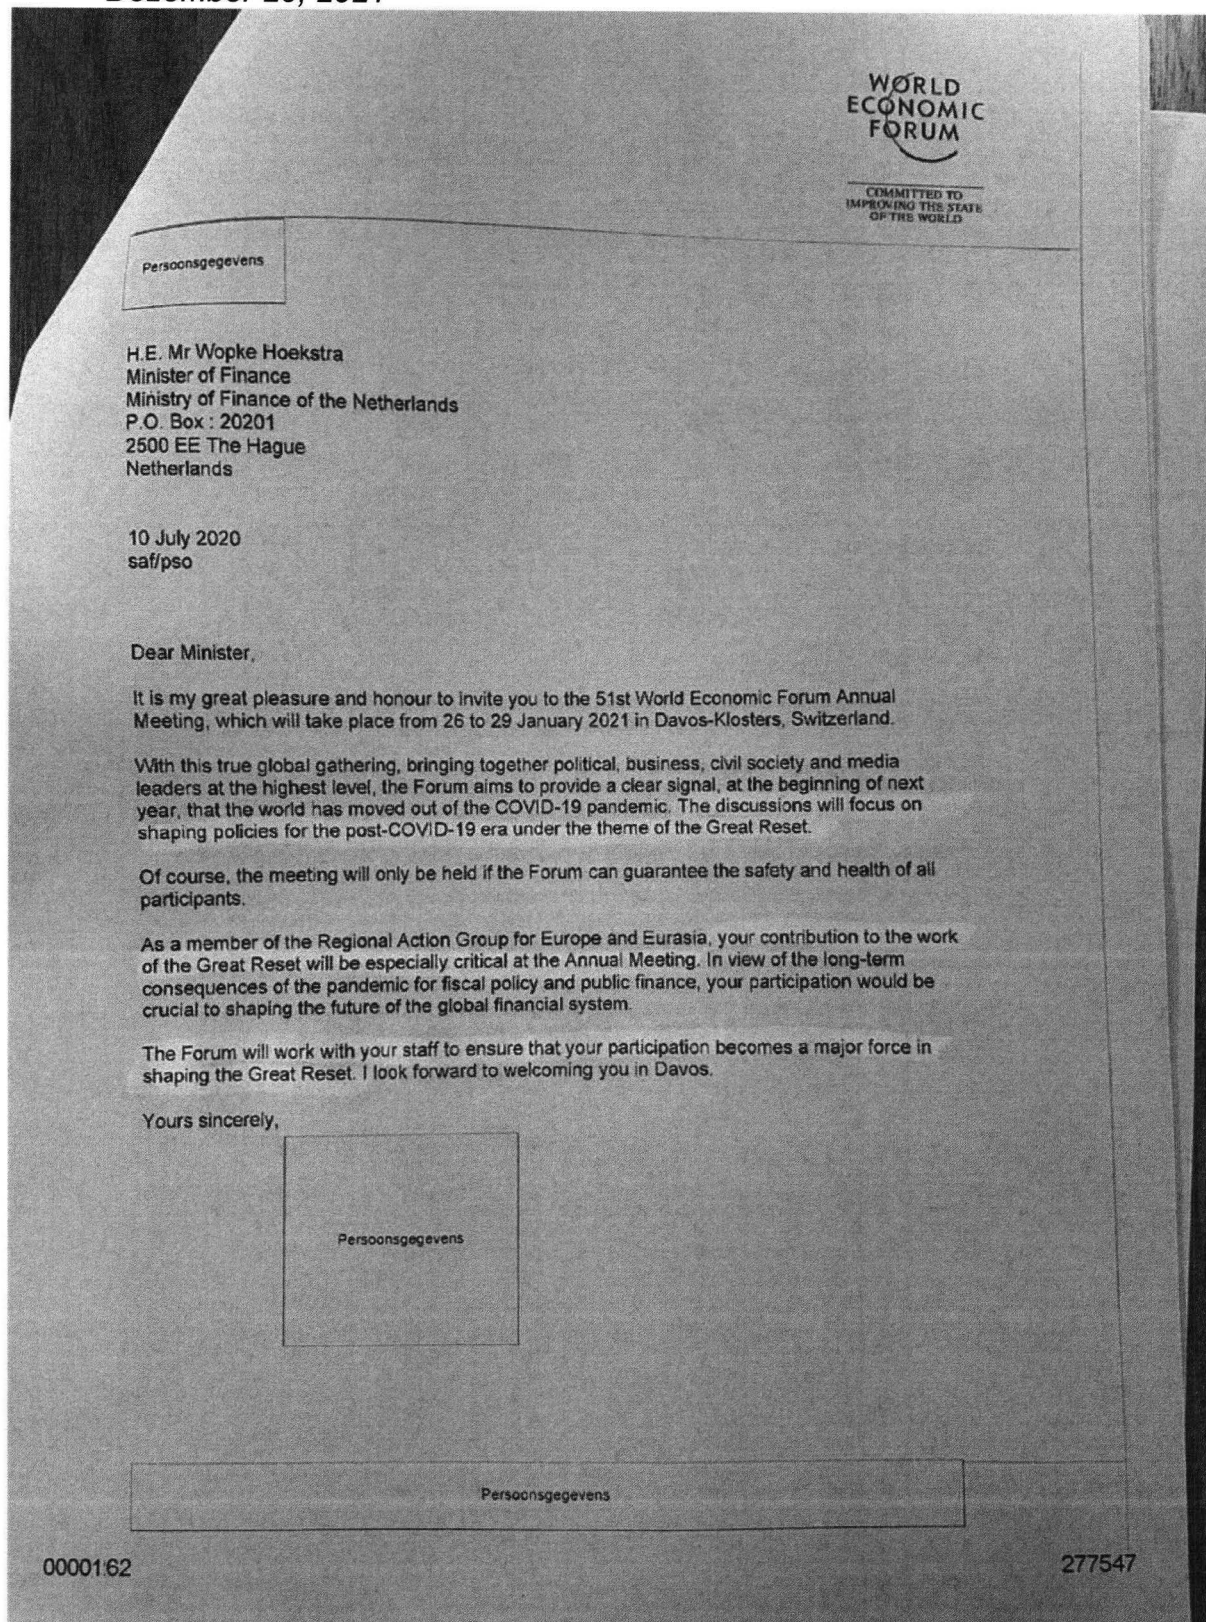 WORLD
ECONOMIC
FORUM
COMMITTED TO
IMPROVING THE STATE
OF THE WORLD
Persoonsgegevens
H.E. Mr Wopke Hoekstra
Minister of Finance
Ministry of Finance of the Netherlands
P.O. Box : 20201
2500 EE The Hague
Netherlands
10 July 2020
saf/pso
Dear Minister,
It is my great pleasure and honour to invite you to the 51st World Economic Forum Annual
Meeting, which will take place from 26 to 29 January 2021 in Davos-Klosters, Switzerland.
With this true global gathering, bringing together political, business, civil society and media
leaders at the highest level, the Forum aims to provide a clear signal, at the beginning of next
year, that the world has moved out of the COVID-19 pandemic. The discussions will focus on
shaping policies for the post-COVID-19 era under the theme of the Great Reset.
Of course, the meeting will only be held if the Forum can guarantee the safety and health of all
participants.
As a member of the Regional Action Group for Europe and Eurasia, your contribution to the work
of the Great Reset will be especially critical at the Annual Meeting. In view of the long-term
consequences of the pandemic for fiscal policy and public finance, your participation would be
crucial to shaping the future of the global financial system.
The Forum will work with your staff to ensure that your participation becomes a major force in
shaping the Great Reset. I look forward to welcoming you in Davos.
Yours sincerely,
Persoonsgegevens
Persoonsgegevens
0000162
277547